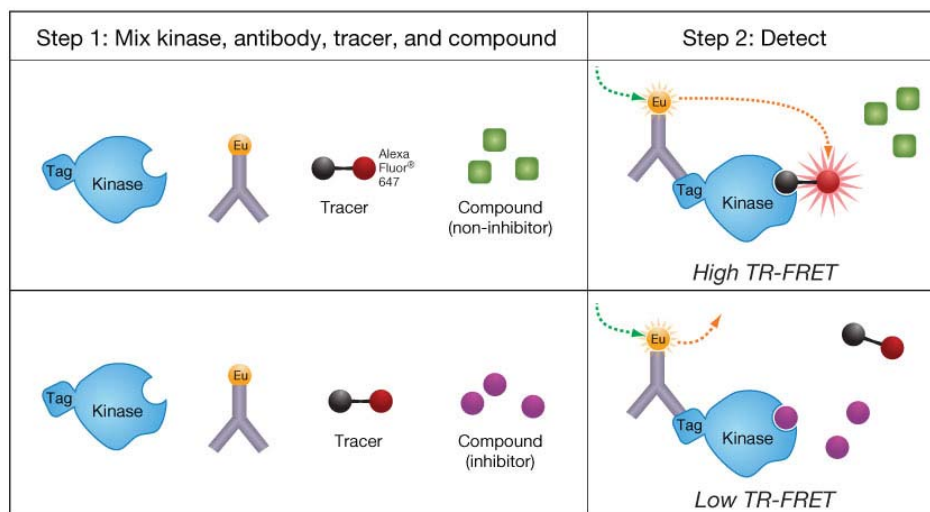 Step 1: Mix kinase, antibody, tracer, and compound
Step 2: Detect
Tag
Kinase
Eu
Alexa
Fluor®
647
Tracer
Compound
(non-inhibitor)
Eu
Tag
Kinase
High TR-FRET
Tag
Kinase
Eu
Tracer
Compound
(inhibitor)
Eu
Tag
Kinase
Low TR-FRET